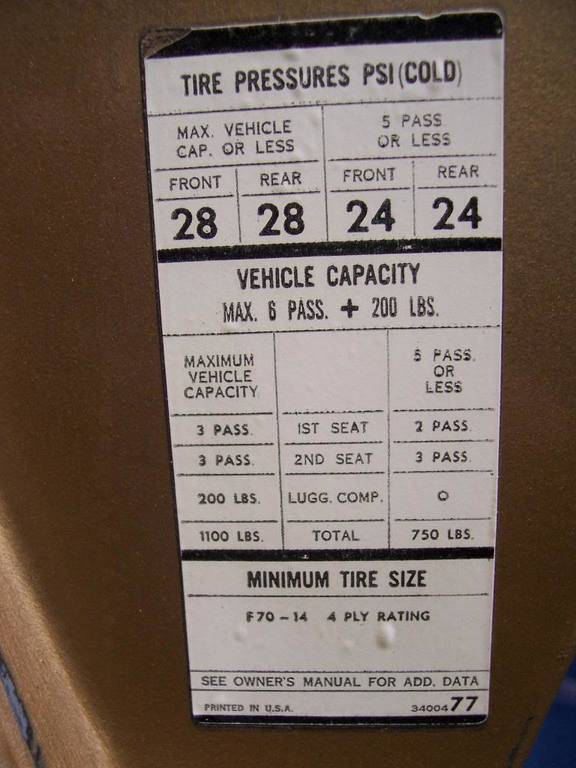 TIRE PRESSURES PSI (COLD)
MAX. VEHICLE CAP. OR LESS
5 PASS OR LESS
FRONT REAR FRONT REAR
28 28 24 24
VEHICLE CAPACITY
MAX. 6 PASS. + 200 LBS.
MAXIMUM VEHICLE CAPACITY
5 PASS. OR LESS
3 PASS. 1ST SEAT 2 PASS.
3 PASS. 2ND SEAT 3 PASS.
200 LBS. LUGG. COMP. O
1100 LBS. TOTAL 750 LBS.
MINIMUM TIRE SIZE
F70-14 4 PLY RATING
SEE OWNER'S MANUAL FOR ADD. DATA
PRINTED IN U.S.A. 3400477